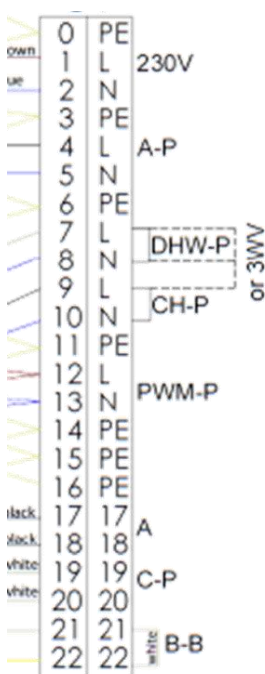 0 PE
own 1 L 230V
ue 2 N
3 PE
4 L A-P
5 N
6 PE
7 L
8 N DHW-P
9 L
10 N CH-P
or 3WV
11 PE
12 L
13 N PWM-P
14 PE
15 PE
16 PE
lack 17 17
18 18 A
black
white 19 19 C-P
white 20 20
21 21
22 22 white B-B